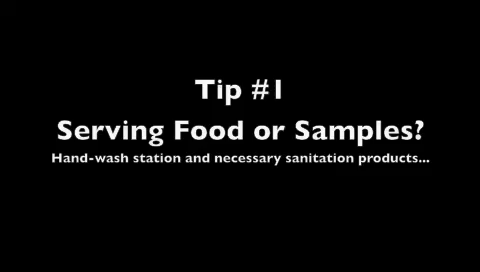 Tip #1
Serving Food or Samples?
Hand-wash station and necessary sanitation products...